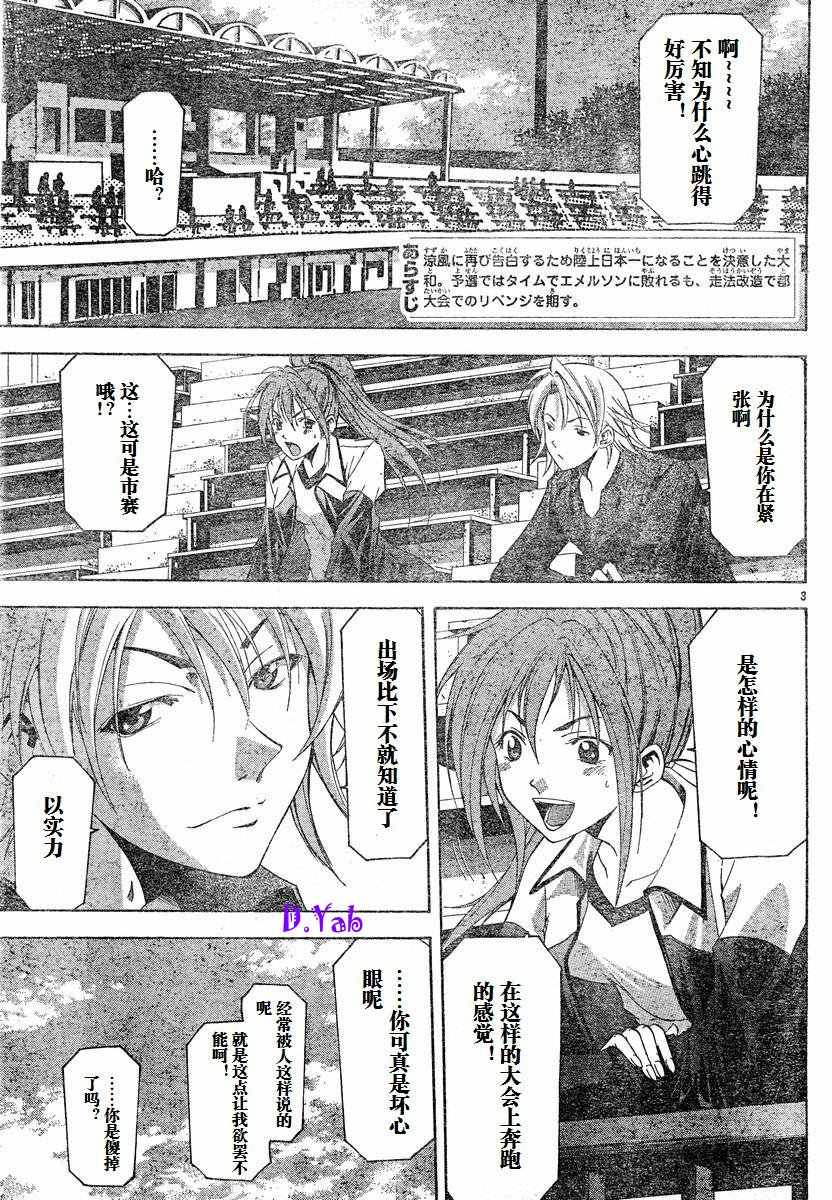 啊~~~~
不知为什么心跳得
好厉害！
……哈？
あらすじ
涼風に再び告白するため陸上日本一になることを決意した大
和。予選ではタイムでエメルソンに敗れるも、走法改造で都
大会でのリベンジを期す。
为什么是你在紧
张啊
这…这可是市赛
哦！？
3
是怎样的心情呢！
在这样的大会上奔跑
的感觉！
出场比下不就知道了
以实力
D.Yab
……你可真是坏心
眼呢
经常被人这样说的
呢
就是这点让我欲罢不
能呵！
……你是傻掉
了吗？